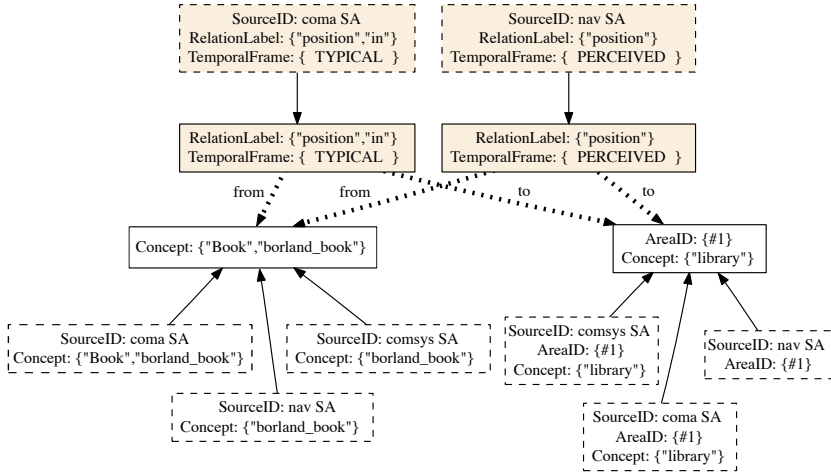 SourceID: coma SA
RelationLabel: {"position","in"}
TemporalFrame: { TYPICAL }
SourceID: nav SA
RelationLabel: {"position"}
TemporalFrame: { PERCEIVED }
RelationLabel: {"position","in"}
TemporalFrame: { TYPICAL }
RelationLabel: {"position"}
TemporalFrame: { PERCEIVED }
from
from
to
to
Concept: {"Book","borland_book"}
AreaID: {#1}
Concept: {"library"}
SourceID: coma SA
Concept: {"Book","borland_book"}
SourceID: comsys SA
Concept: {"borland_book"}
SourceID: comsys SA
AreaID: {#1}
Concept: {"library"}
SourceID: nav SA
AreaID: {#1}
SourceID: nav SA
Concept: {"borland_book"}
SourceID: coma SA
AreaID: {#1}
Concept: {"library"}